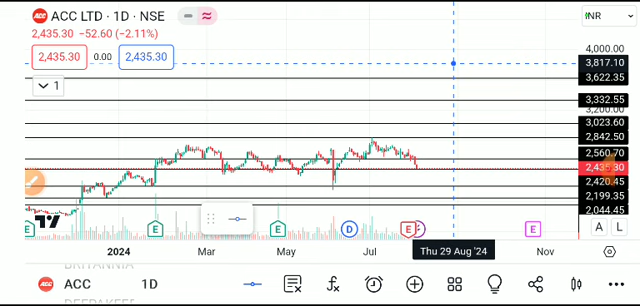 ACC LTD · 1D · NSE
INR
2,435.30 −52.60 (−2.11%)
2,435.30 0.00 2,435.30
1
4,000.00
3,817.10
3,622.35
3,332.55
3,200.00
3,023.60
2,842.50
2,560.70
2,435.30
2,420.45
2,199.35
2,044.45
E E E D E E
A L
2024 Mar May Jul Thu 29 Aug '24 Nov
BRITANNIA
ACC 1D